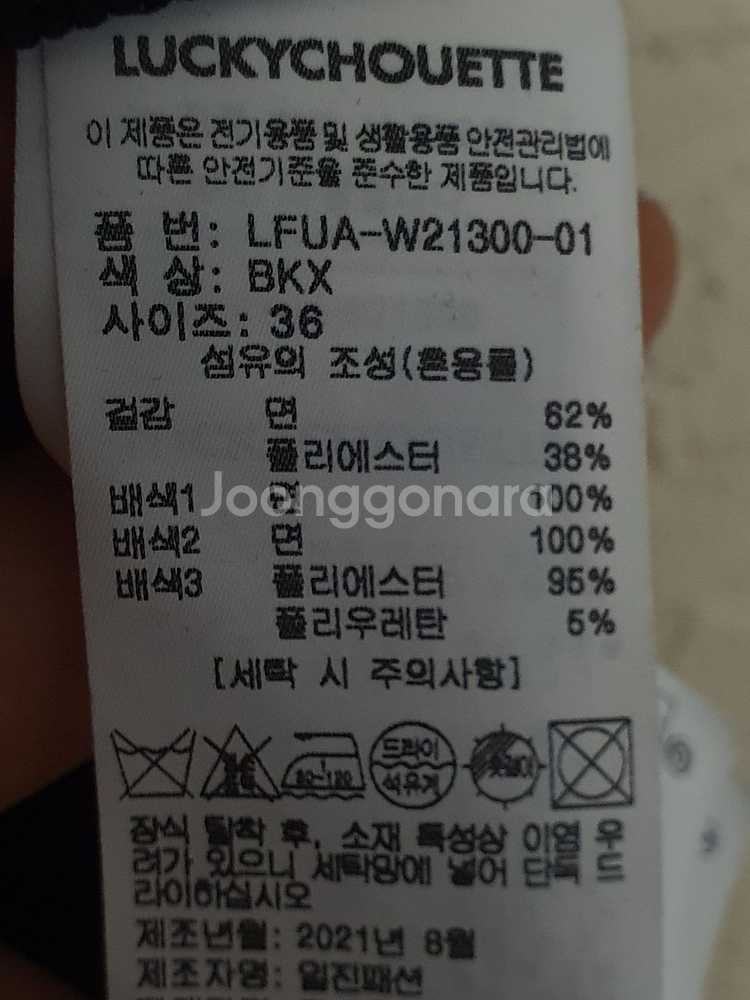 LUCKYCHOUETTE
이 제품은 전기용품 및 생활용품 안전관리법에
따른 안전기준을 준수한 제품입니다.
품 번: LFUA-W21300-01
색 상: BKX
사이즈: 36
섬유의 조성(혼용률)
겉감 면 62%
폴리에스터 38%
배색1 면 100%
Joonggonara
배색2 면 100%
배색3 폴리에스터 95%
폴리우레탄 5%
[세탁 시 주의사항]
80-120
드라이
석유계
옷걸이
장식 탈착 후, 소재 특성상 이염 우
려가 있으니 세탁망에 넣어 단독 드
라이하십시오
제조년월: 2021년 8월
제조자명: 일진패션